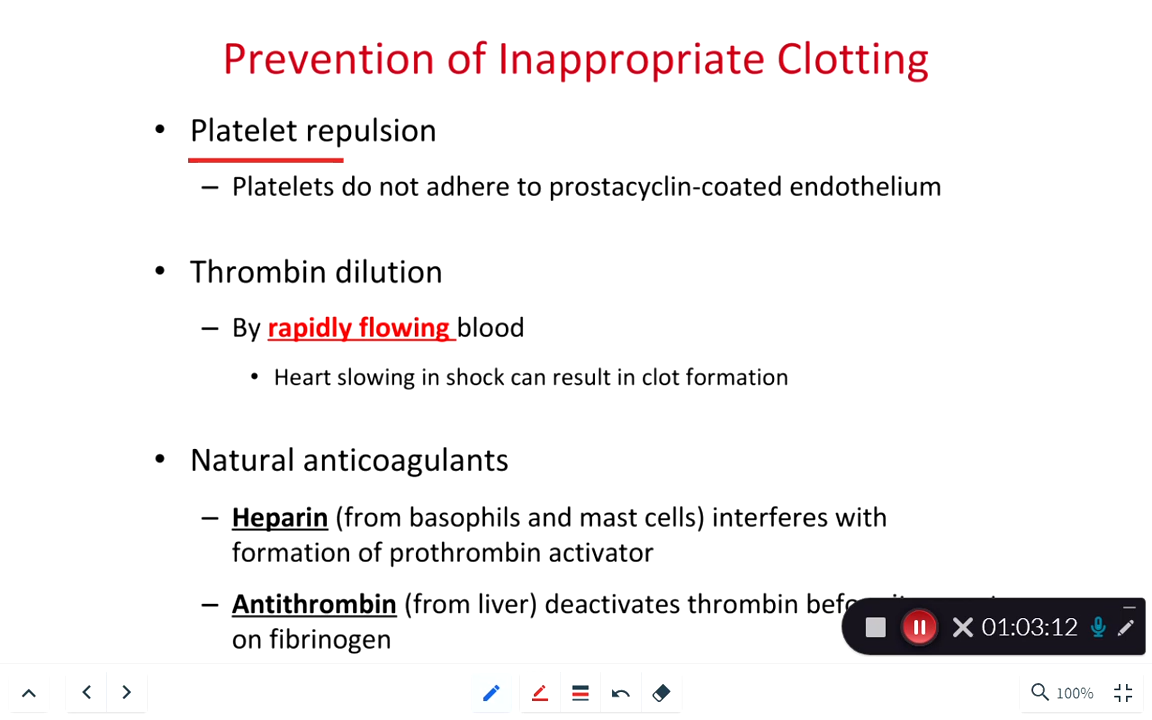 Prevention of Inappropriate Clotting
• Platelet repulsion
– Platelets do not adhere to prostacyclin-coated endothelium
• Thrombin dilution
– By rapidly flowing blood
• Heart slowing in shock can result in clot formation
• Natural anticoagulants
– Heparin (from basophils and mast cells) interferes with
formation of prothrombin activator
– Antithrombin (from liver) deactivates thrombin
on fibrinogen
01:03:12
100%